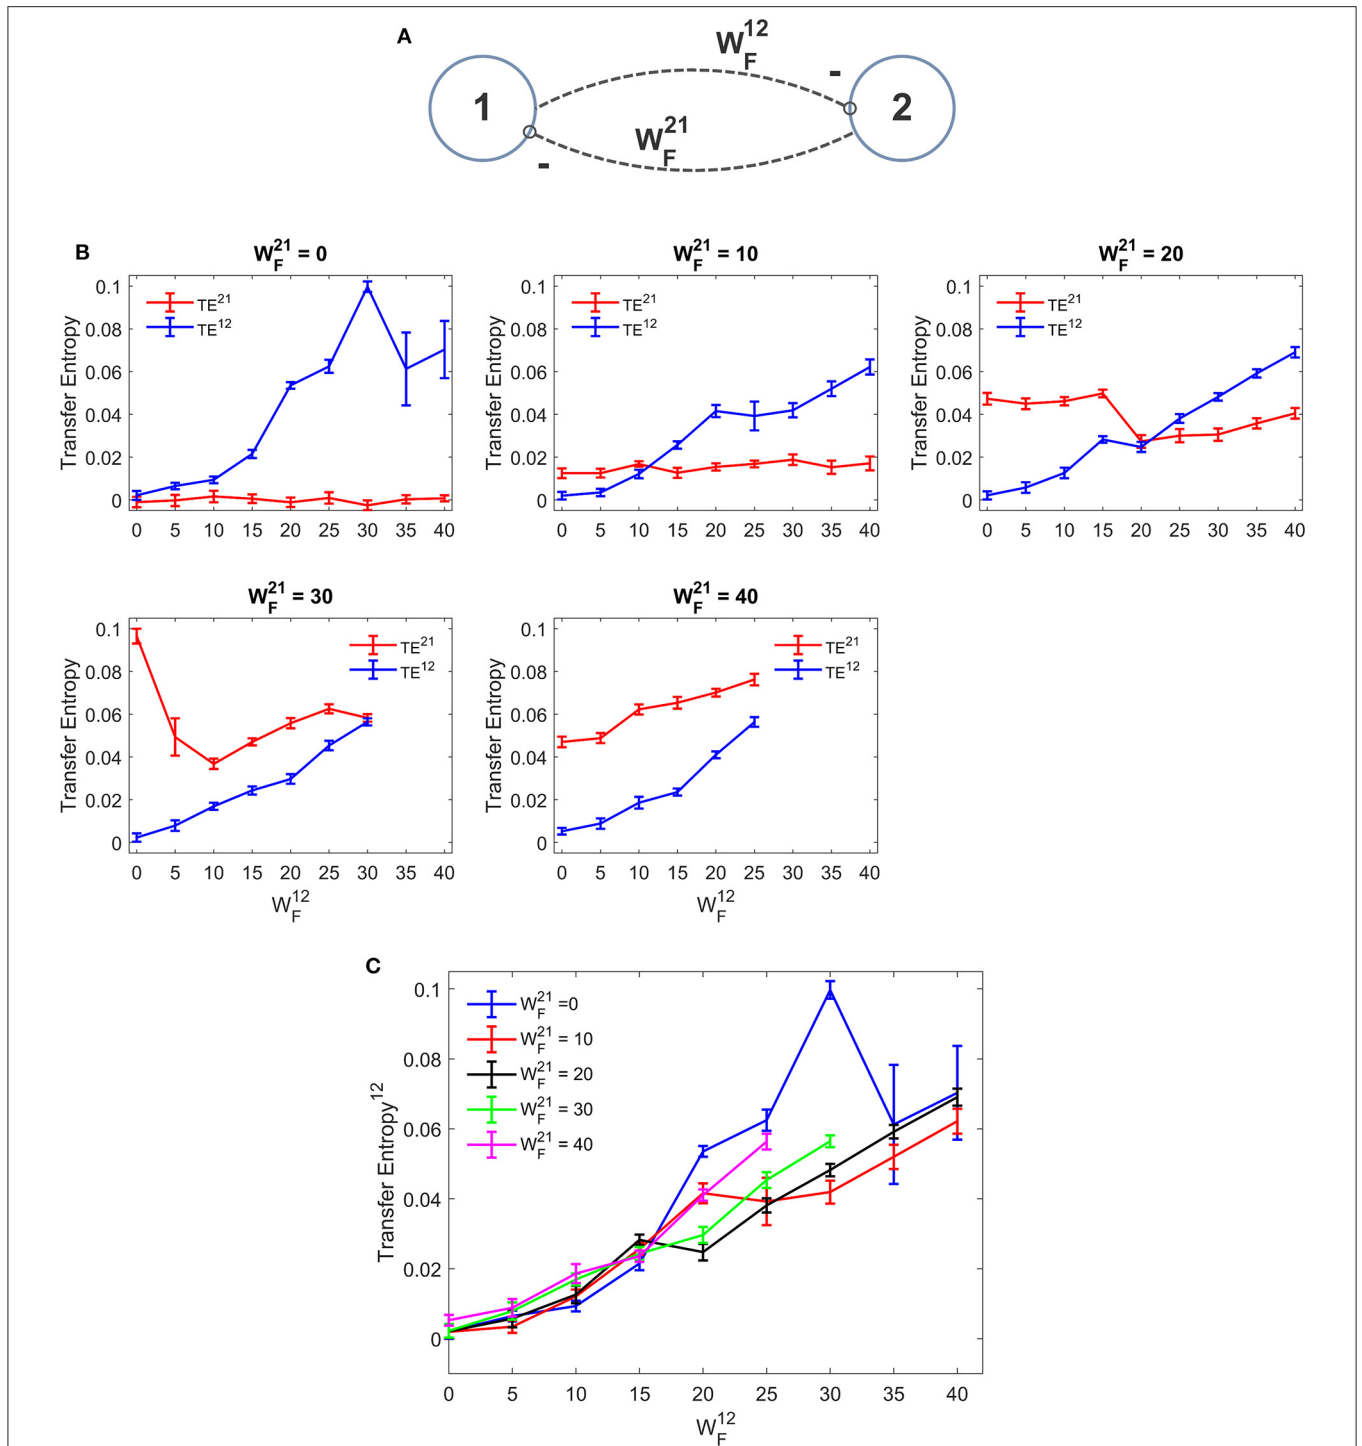 A
W_F^12
-
1
2
W_F^21
-
B
W_F^21 = 0
W_F^21 = 10
W_F^21 = 20
TE^21
TE^12
Transfer Entropy
0.1
0.08
0.06
0.04
0.02
0
0 5 10 15 20 25 30 35 40
TE^21
TE^12
Transfer Entropy
0.1
0.08
0.06
0.04
0.02
0
0 5 10 15 20 25 30 35 40
TE^21
TE^12
Transfer Entropy
0.1
0.08
0.06
0.04
0.02
0
0 5 10 15 20 25 30 35 40
W_F^21 = 30
W_F^21 = 40
TE^21
TE^12
Transfer Entropy
0.1
0.08
0.06
0.04
0.02
0
0 5 10 15 20 25 30 35 40
W_F^12
TE^21
TE^12
Transfer Entropy
0.1
0.08
0.06
0.04
0.02
0
0 5 10 15 20 25 30 35 40
W_F^12
C
W_F^21 =0
W_F^21 = 10
W_F^21 = 20
W_F^21 = 30
W_F^21 = 40
Transfer Entropy^12
0.1
0.08
0.06
0.04
0.02
0
0 5 10 15 20 25 30 35 40
W_F^12